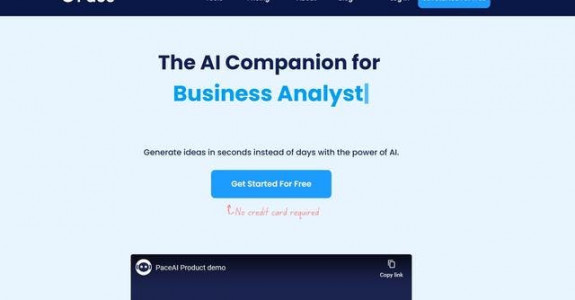 The AI Companion for
Business Analyst
Generate ideas in seconds instead of days with the power of AI.
Get Started For Free
No credit card required
PaceAI Product demo
Copy link